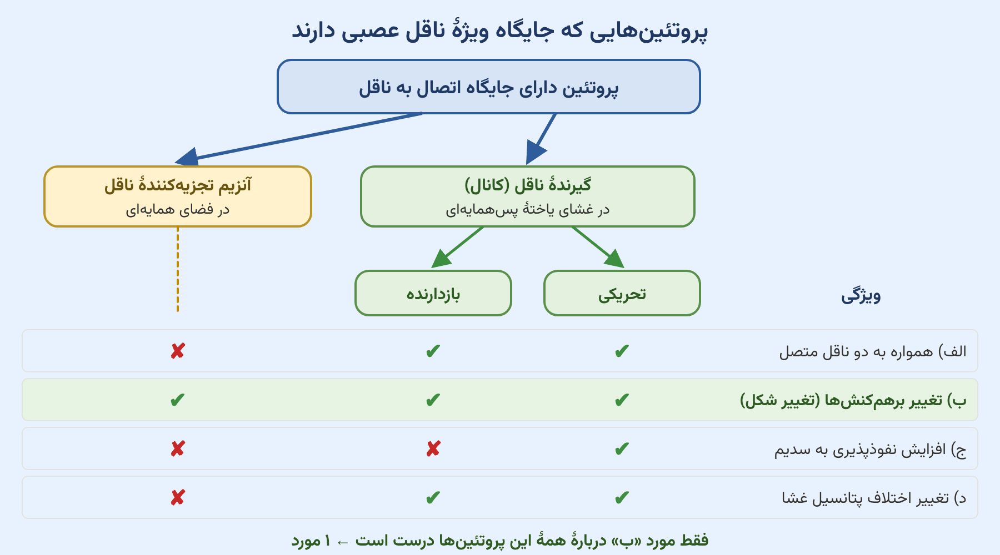 پروتئین‌هایی که جایگاه ویژهٔ ناقل عصبی دارند
پروتئین دارای جایگاه اتصال به ناقل
گیرندهٔ ناقل (کانال)
در غشای یاختهٔ پس‌همایه‌ای
آنزیم تجزیه‌کنندهٔ ناقل
در فضای همایه‌ای
ویژگی
تحریکی
بازدارنده
الف) همواره به دو ناقل متصل ✔ ✔ ✘
ب) تغییر برهم‌کنش‌ها (تغییر شکل) ✔ ✔ ✔
ج) افزایش نفوذپذیری به سدیم ✔ ✘ ✘
د) تغییر اختلاف پتانسیل غشا ✔ ✔ ✘
فقط مورد «ب» دربارهٔ همهٔ این پروتئین‌ها درست است ← ۱ مورد